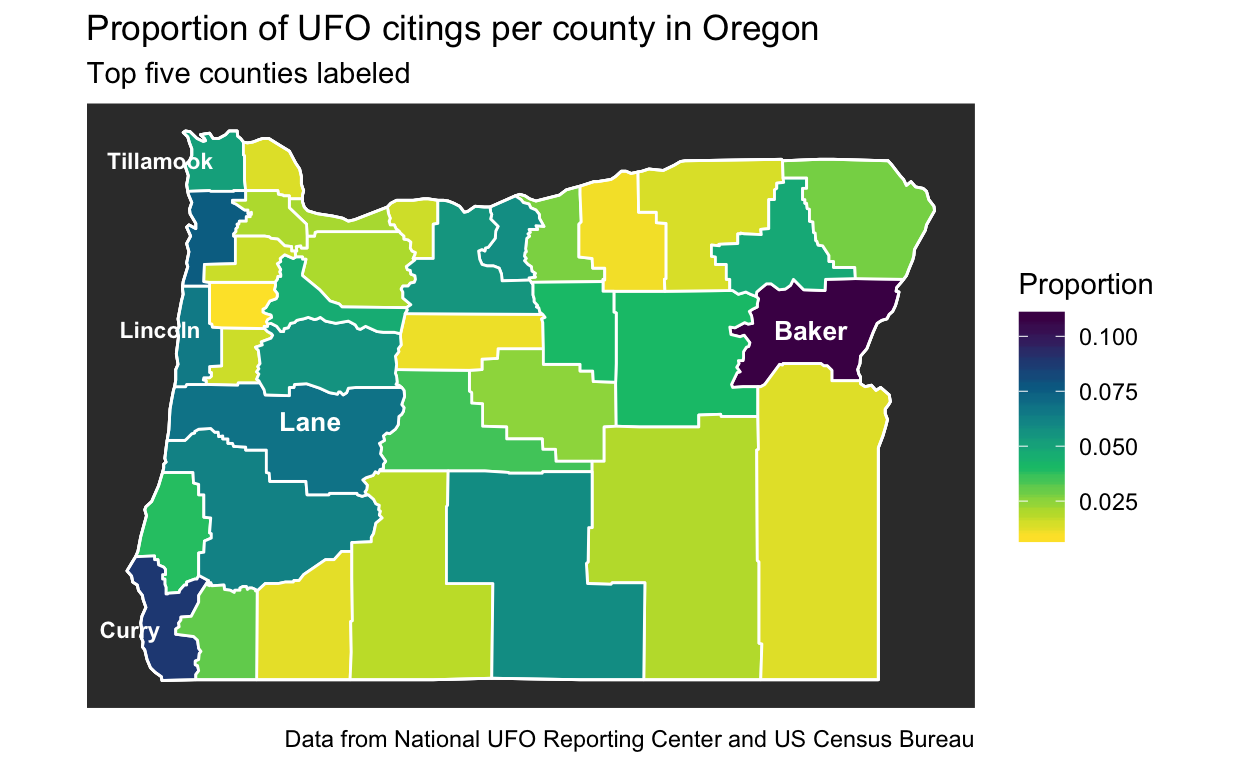 Proportion of UFO citings per county in Oregon
Top five counties labeled
Tillamook
Lincoln
Baker
Lane
Curry
Proportion
0.100
0.075
0.050
0.025
Data from National UFO Reporting Center and US Census Bureau